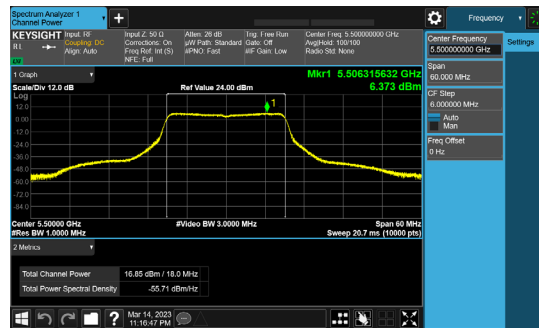 Spectrum Analyzer 1
Channel Power
Frequency
KEYSIGHT
Input: RF
Coupling: DC
Align: Auto
Input Z: 50 Ω
Corrections: On
Freq Ref: Int (S)
NFE: Full
Atten: 26 dB
µW Path: Standard
#PNO: Fast
Trig: Free Run
Gate: Off
#IF Gain: Low
Center Freq: 5.500000000 GHz
Avg|Hold: 100/100
Radio Std: None
RL
LV
1 Graph
Mkr1 5.506315632 GHz
Scale/Div 12.0 dB
Ref Value 24.00 dBm
6.373 dBm
Log
12.0
0.00
-12.0
-24.0
-36.0
-48.0
-60.0
-72.0
-84.0
1
Center 5.50000 GHz
#Video BW 3.0000 MHz
Span 60 MHz
#Res BW 1.0000 MHz
Sweep 20.7 ms (10000 pts)
2 Metrics
Total Channel Power
16.85 dBm / 18.0 MHz
Total Power Spectral Density
-55.71 dBm/Hz
Mar 14, 2023
11:16:47 PM
Center Frequency
5.500000000 GHz
Settings
Span
60.000 MHz
CF Step
6.000000 MHz
Auto
Man
Freq Offset
0 Hz